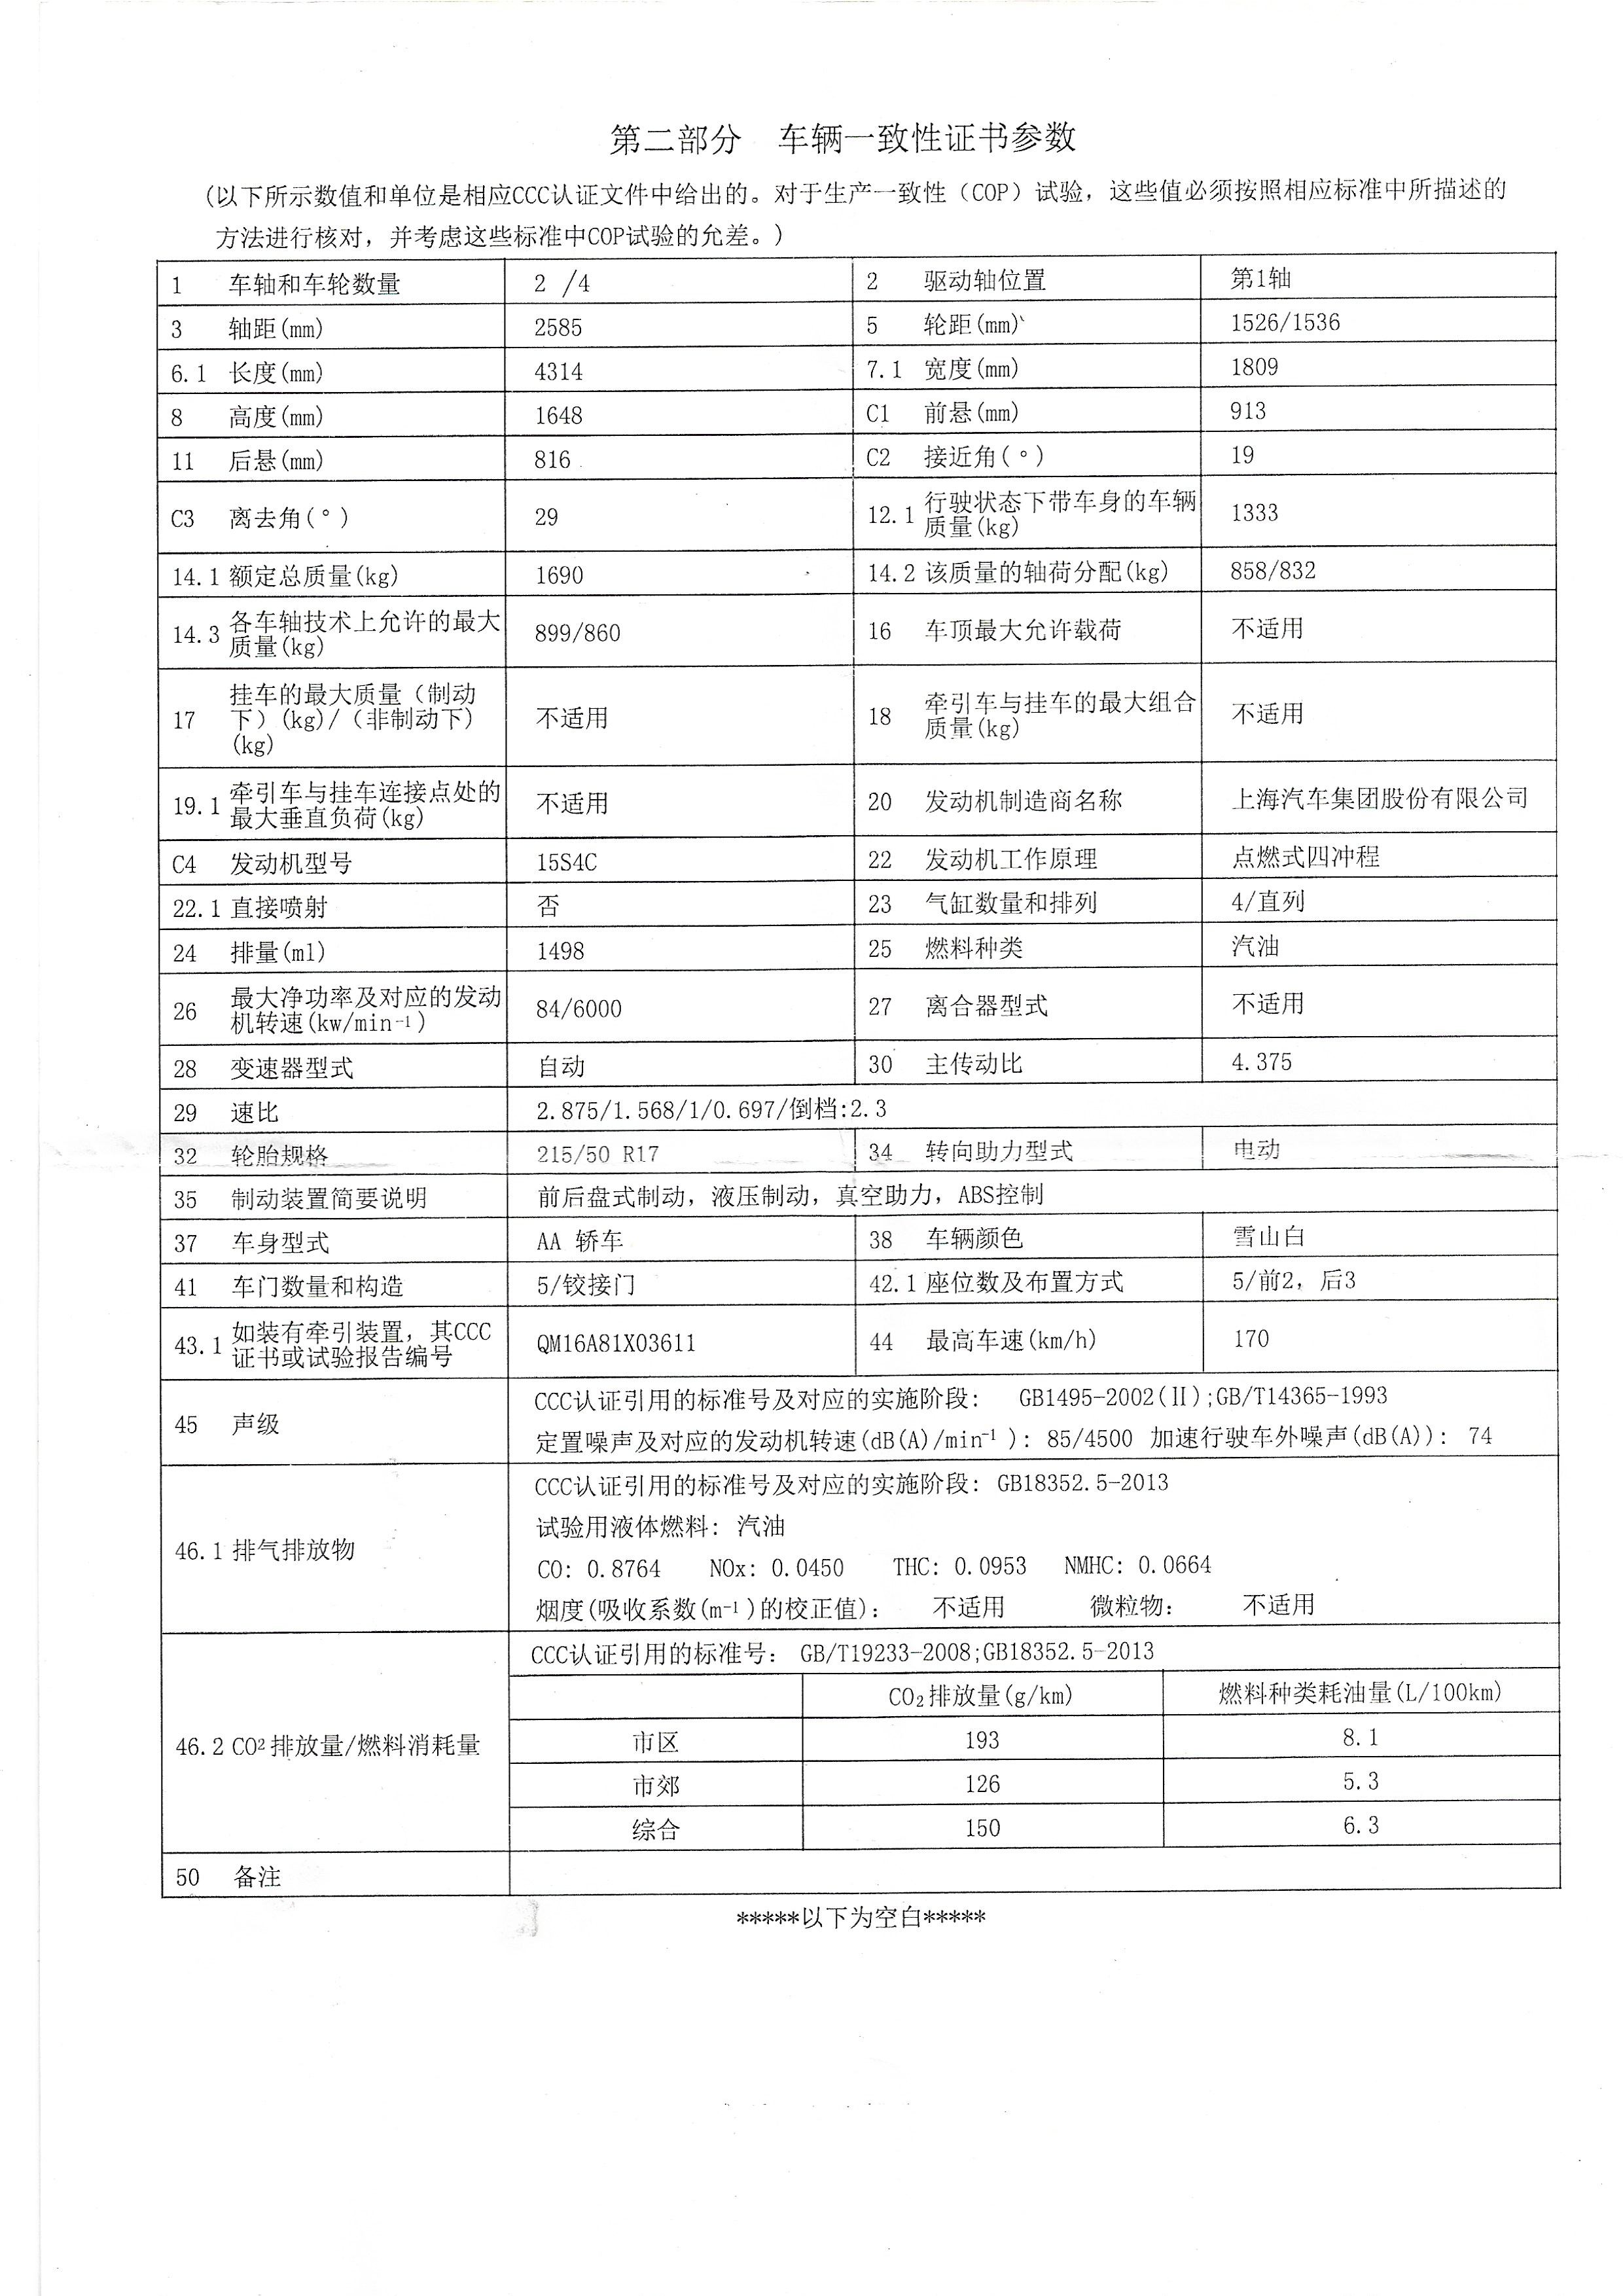 第二部分　车辆一致性证书参数
(以下所示数值和单位是相应CCC认证文件中给出的。对于生产一致性（COP）试验，这些值必须按照相应标准中所描述的
方法进行核对，并考虑这些标准中COP试验的允差。)
1 车轴和车轮数量 2 /4 2 驱动轴位置 第1轴
3 轴距(mm) 2585 5 轮距(mm) 1526/1536
6.1 长度(mm) 4314 7.1 宽度(mm) 1809
8 高度(mm) 1648 C1 前悬(mm) 913
11 后悬(mm) 816 C2 接近角(°) 19
C3 离去角(°) 29 12.1 行驶状态下带车身的车辆
质量(kg) 1333
14.1 额定总质量(kg) 1690 14.2 该质量的轴荷分配(kg) 858/832
14.3 各车轴技术上允许的最大
质量(kg) 899/860 16 车顶最大允许载荷 不适用
17 挂车的最大质量（制动
下）(kg)/（非制动下）
(kg) 不适用 18 牵引车与挂车的最大组合
质量(kg) 不适用
19.1 牵引车与挂车连接点处的
最大垂直负荷(kg) 不适用 20 发动机制造商名称 上海汽车集团股份有限公司
C4 发动机型号 15S4C 22 发动机工作原理 点燃式四冲程
22.1 直接喷射 否 23 气缸数量和排列 4/直列
24 排量(ml) 1498 25 燃料种类 汽油
26 最大净功率及对应的发动
机转速(kw/min⁻¹) 84/6000 27 离合器型式 不适用
28 变速器型式 自动 30 主传动比 4.375
29 速比 2.875/1.568/1/0.697/倒档:2.3
32 轮胎规格 215/50 R17 34 转向助力型式 电动
35 制动装置简要说明 前后盘式制动，液压制动，真空助力，ABS控制
37 车身型式 AA 轿车 38 车辆颜色 雪山白
41 车门数量和构造 5/铰接门 42.1 座位数及布置方式 5/前2，后3
43.1 如装有牵引装置，其CCC
证书或试验报告编号 QM16A81X03611 44 最高车速(km/h) 170
45 声级 CCC认证引用的标准号及对应的实施阶段： GB1495-2002(Ⅱ);GB/T14365-1993
定置噪声及对应的发动机转速(dB(A)/min⁻¹)：85/4500 加速行驶车外噪声(dB(A))：74
46.1 排气排放物 CCC认证引用的标准号及对应的实施阶段：GB18352.5-2013
试验用液体燃料：汽油
CO: 0.8764 NOx: 0.0450 THC: 0.0953 NMHC: 0.0664
烟度(吸收系数(m⁻¹)的校正值)： 不适用 微粒物： 不适用
46.2 CO²排放量/燃料消耗量 CCC认证引用的标准号：GB/T19233-2008;GB18352.5-2013
CO₂排放量(g/km) 燃料种类耗油量(L/100km)
市区 193 8.1
市郊 126 5.3
综合 150 6.3
50 备注
*****以下为空白*****